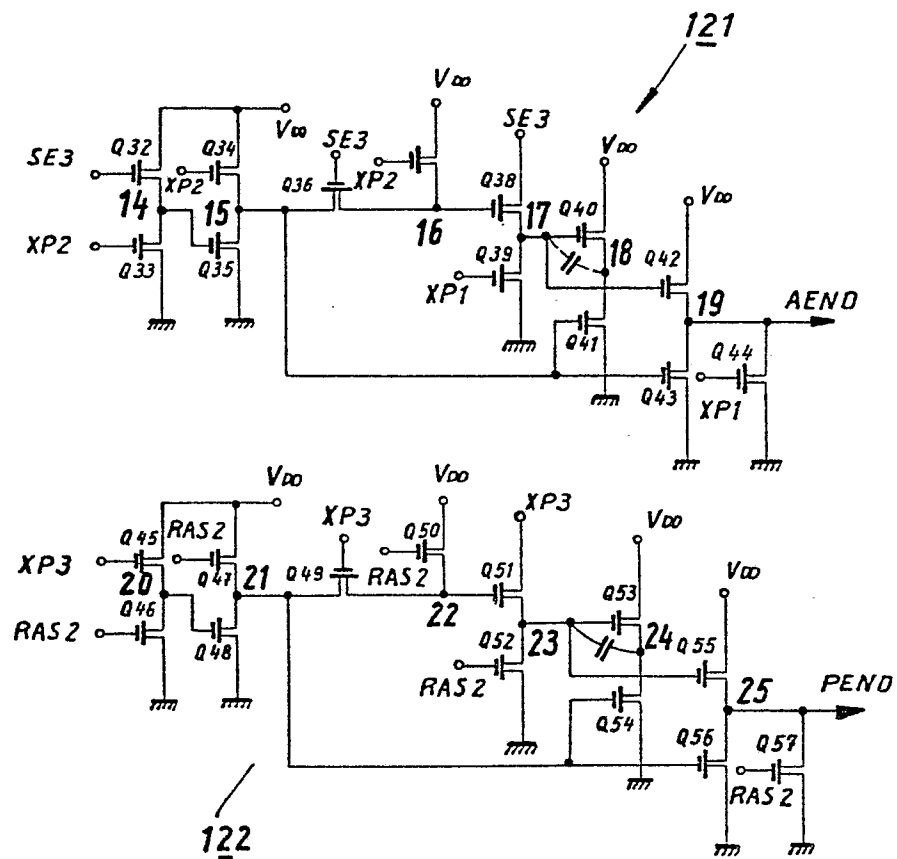 121
VDD
SE3
VDD
VDD
SE3
Q32
Q34
SE3
XP2
Q36
XP2
Q38
14
15
16
17
Q40
18
Q42
VDD
XP2
Q33
Q35
Q39
XP1
19
AEND
Q41
Q44
Q43
XP1
VDD
VDD
XP3
XP3
Q50
VDD
Q45
RAS2
XP3
20
Q47
21
Q49
RAS2
Q51
Q53
VDD
Q46
22
23
24
Q55
RAS2
Q48
Q52
25
PEND
RAS2
Q54
Q56
Q57
RAS2
122